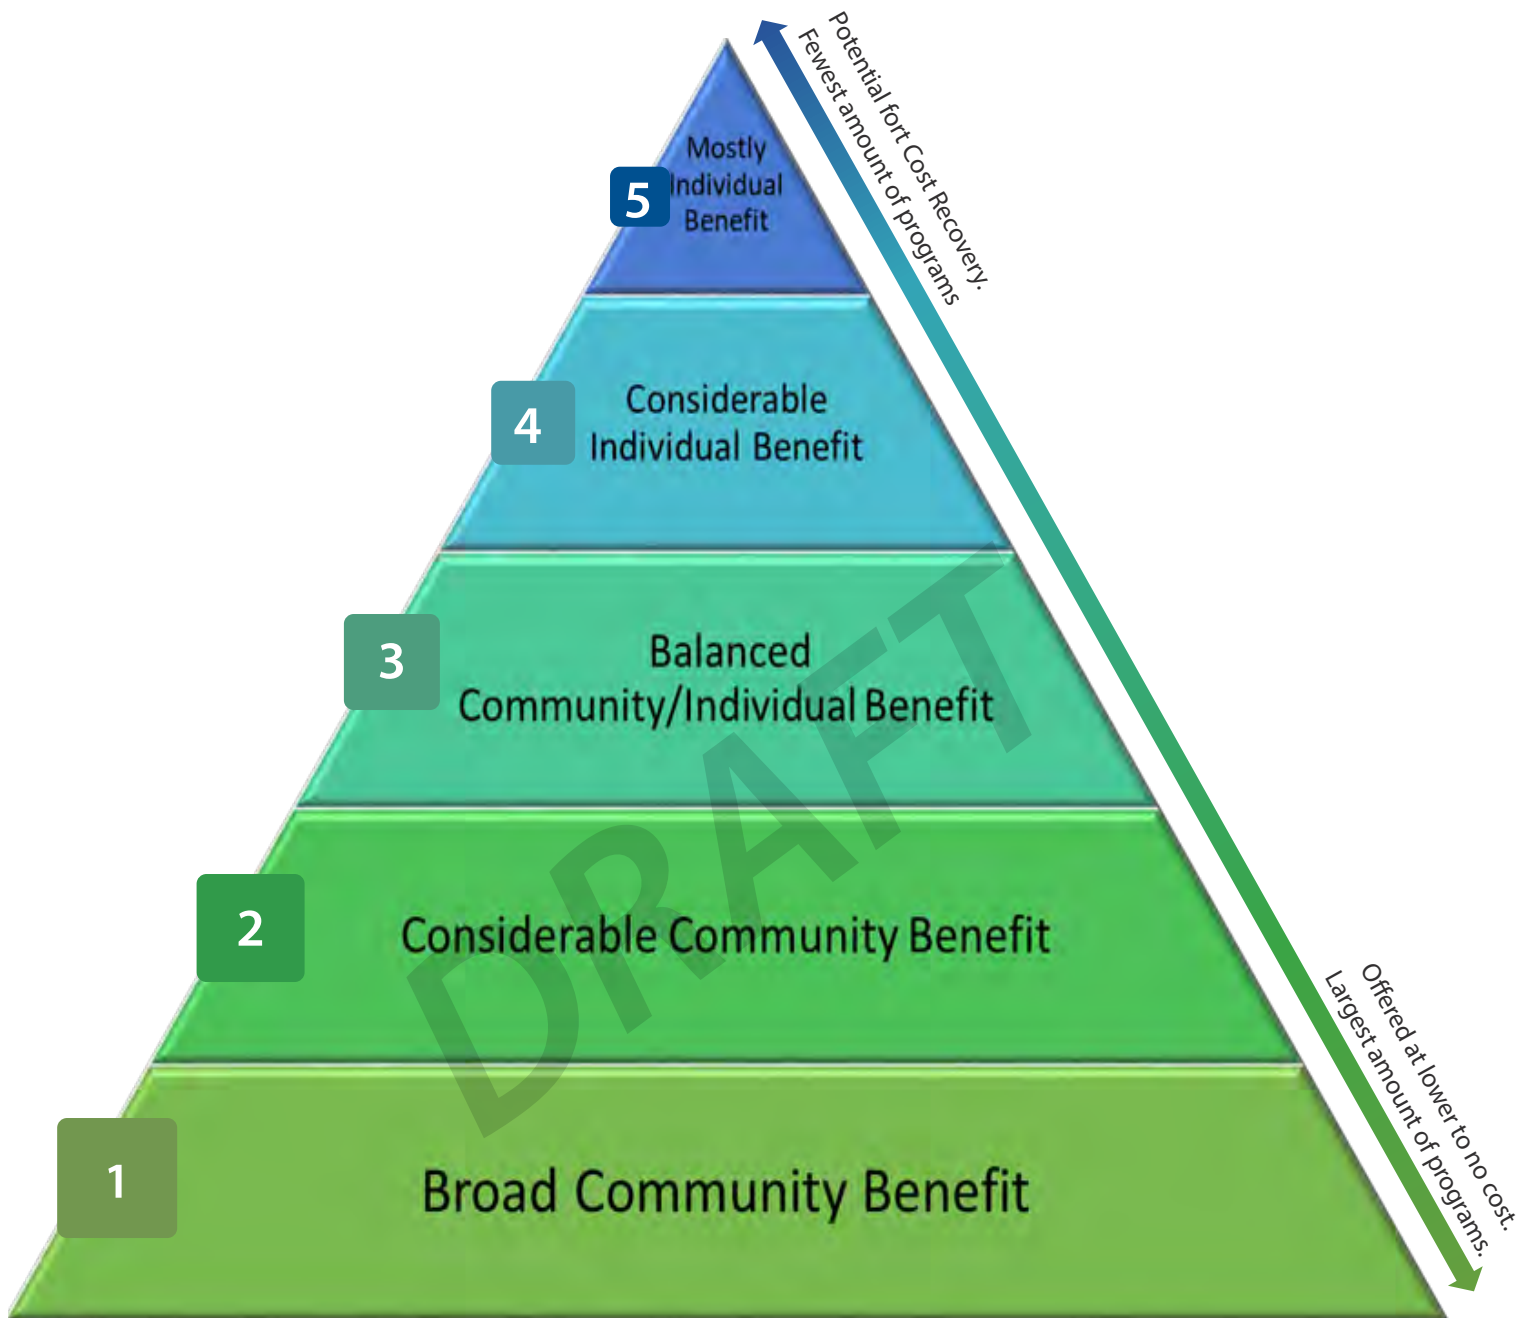 Potential fort Cost Recovery.
Fewest amount of programs
5
Mostly
Individual
Benefit
4
Considerable
Individual Benefit
3
Balanced
Community/Individual Benefit
2
Considerable Community Benefit
Offered at lower to no cost.
Largest amount of programs.
1
Broad Community Benefit
DRAFT